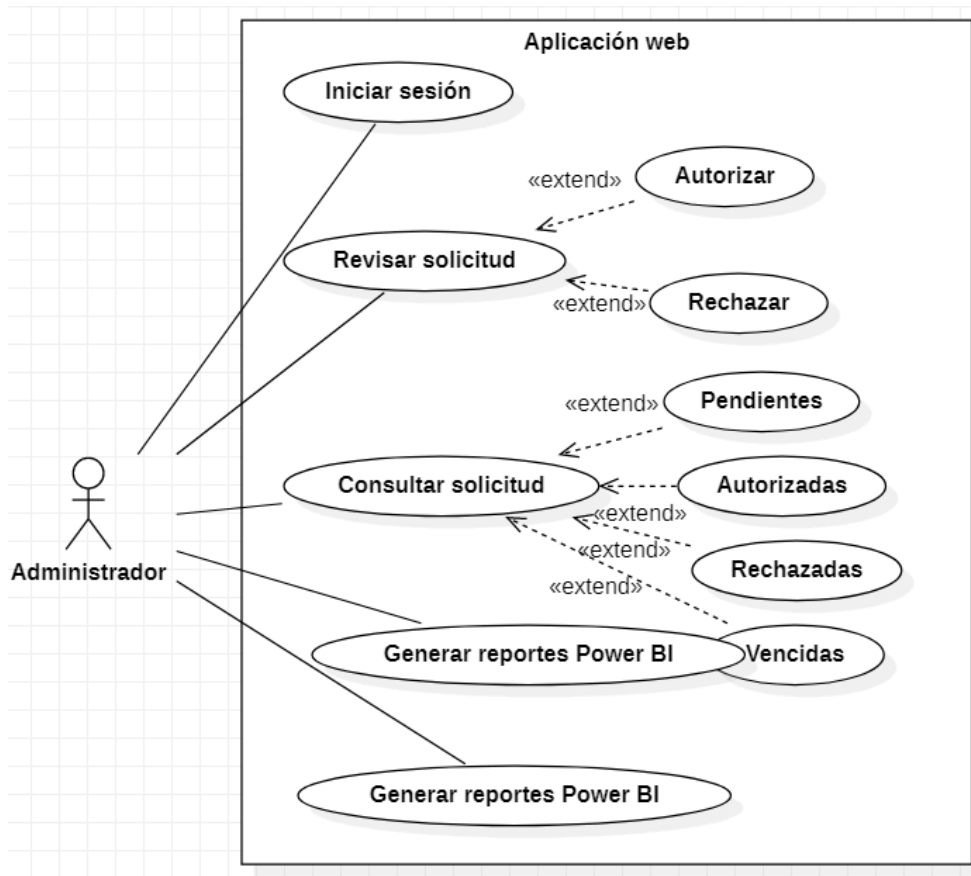 Aplicación web
Iniciar sesión
Autorizar
«extend»
Revisar solicitud
Rechazar
«extend»
Pendientes
«extend»
Consultar solicitud
Autorizadas
«extend»
«extend»
Rechazadas
«extend»
Administrador
Generar reportes Power BI
Vencidas
Generar reportes Power BI